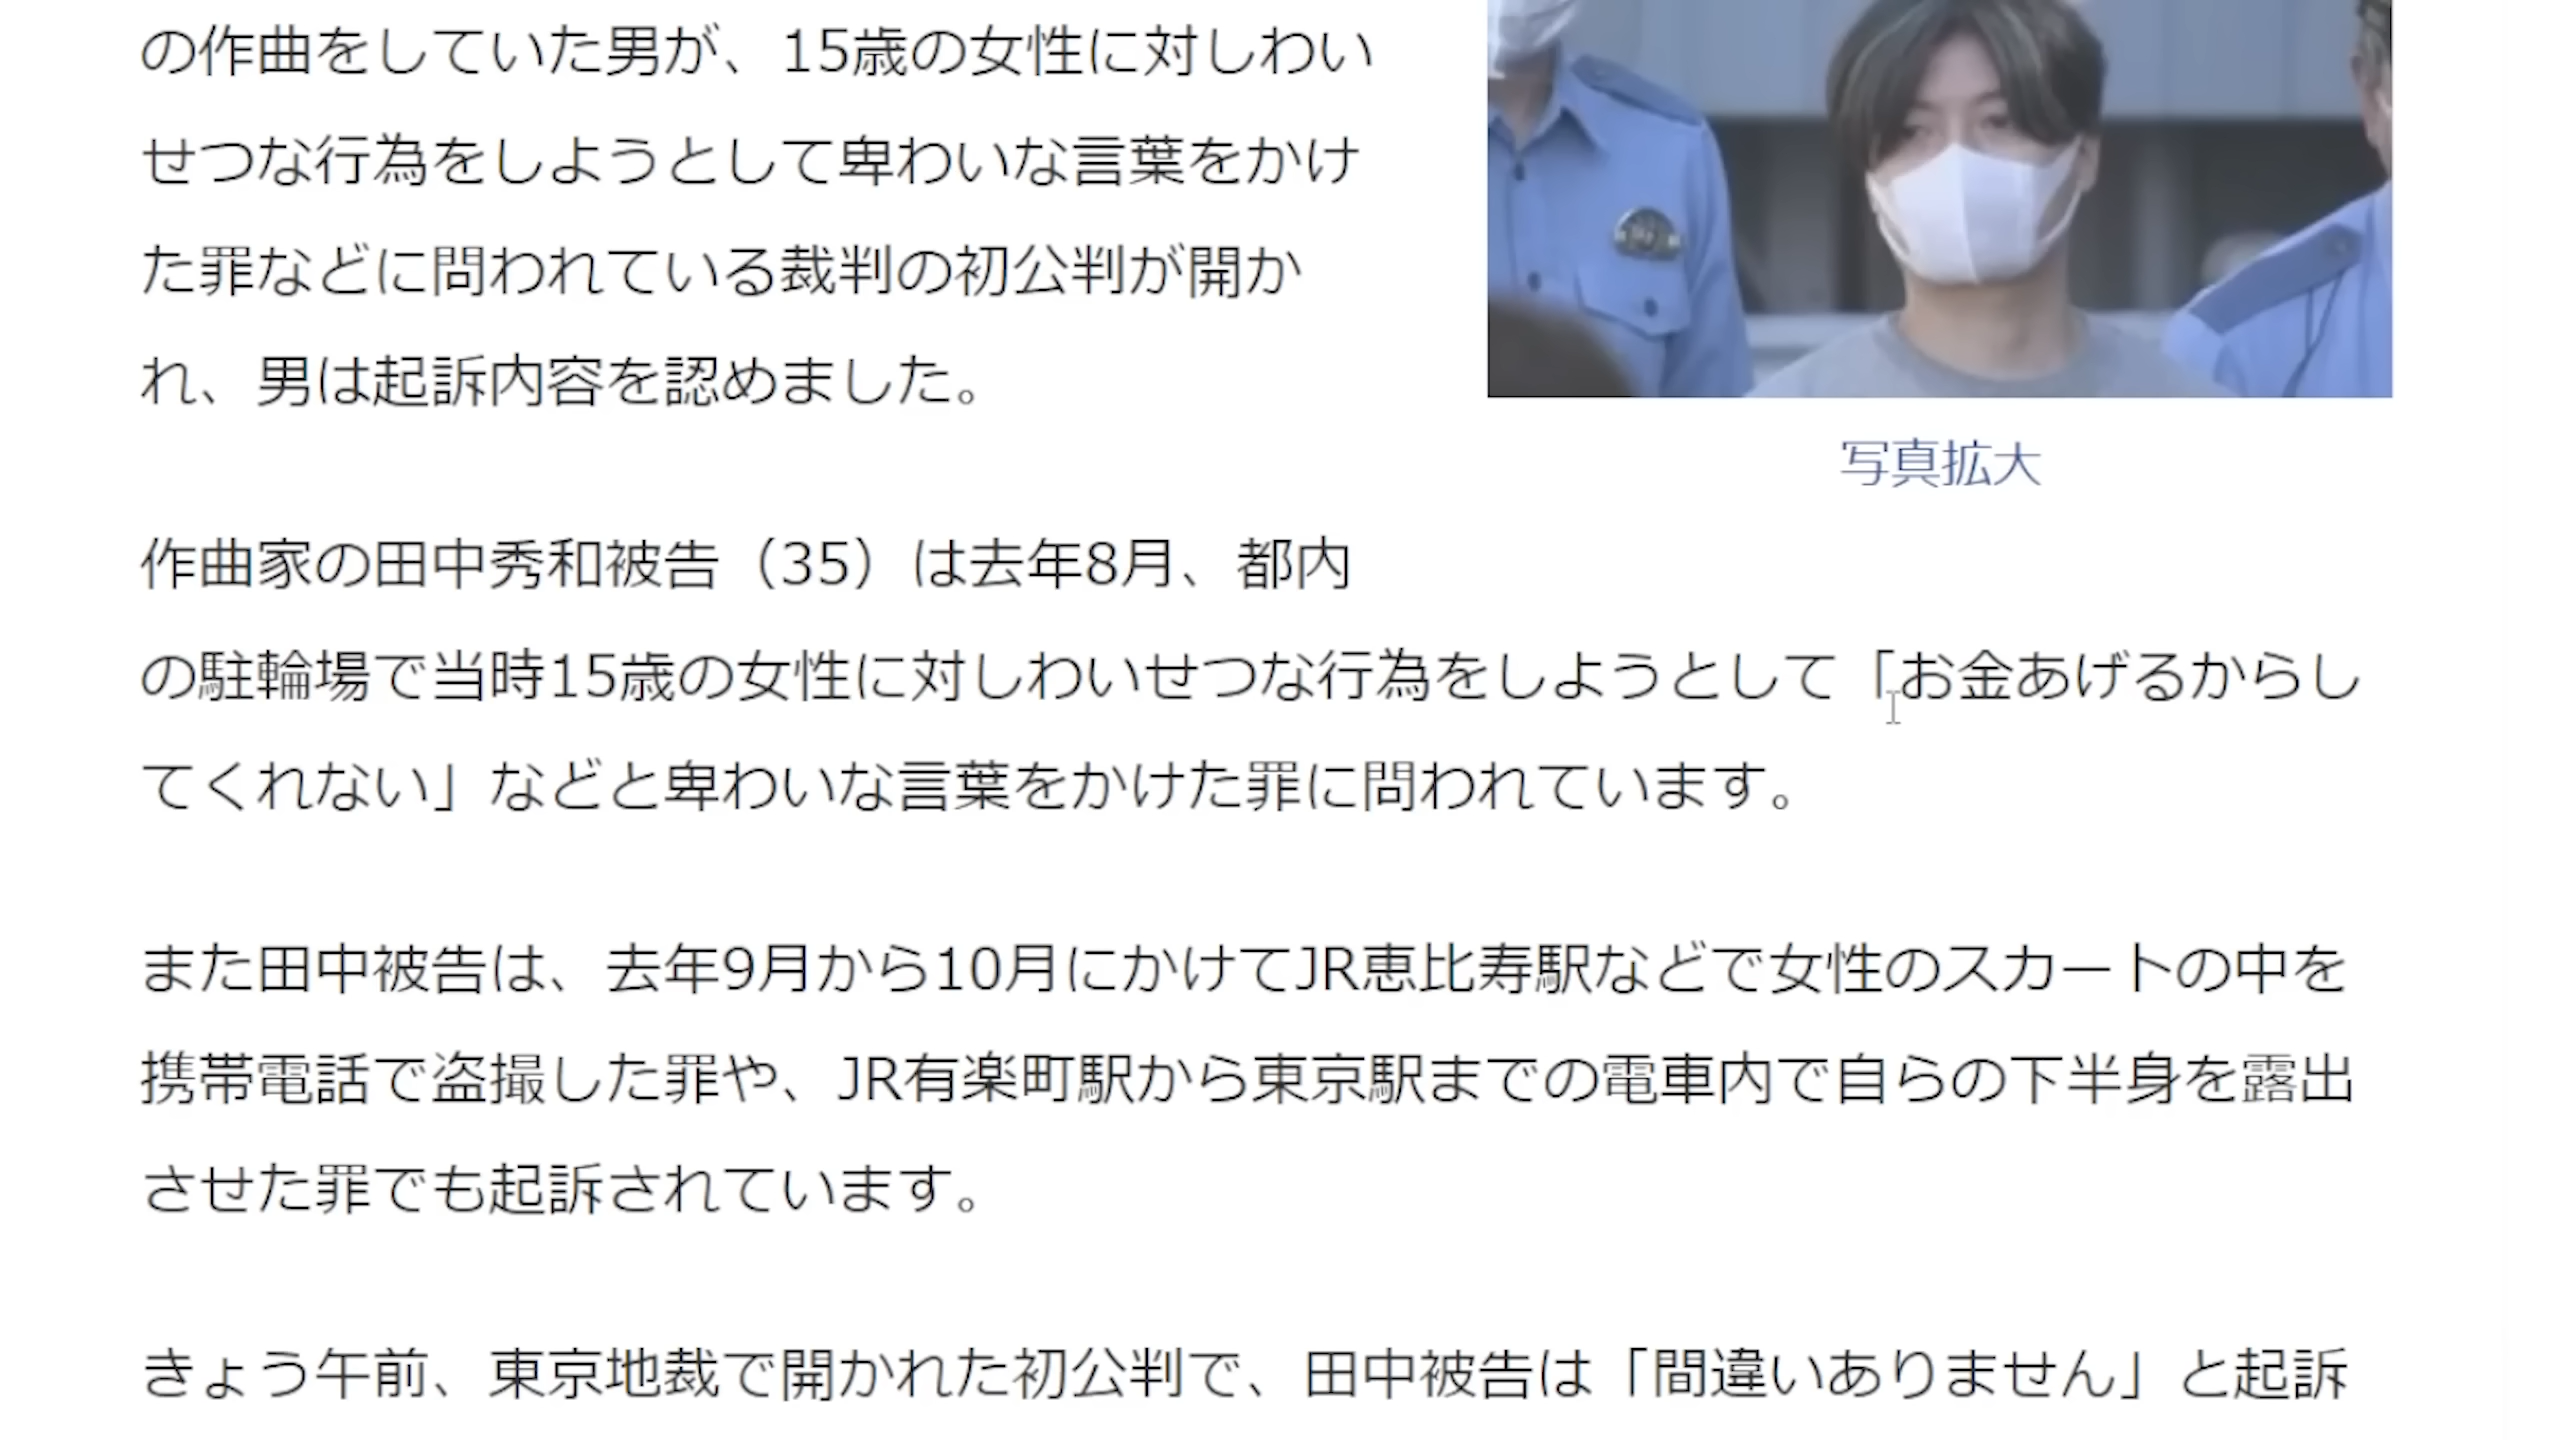 の作曲をしていた男が、15歳の女性に対しわい
せつな行為をしようとして卑わいな言葉をかけ
た罪などに問われている裁判の初公判が開か
れ、男は起訴内容を認めました。
写真拡大
作曲家の田中秀和被告（35）は去年8月、都内
の駐輪場で当時15歳の女性に対しわいせつな行為をしようとして「お金あげるからし
てくれない」などと卑わいな言葉をかけた罪に問われています。
また田中被告は、去年9月から10月にかけてJR恵比寿駅などで女性のスカートの中を
携帯電話で盗撮した罪や、JR有楽町駅から東京駅までの電車内で自らの下半身を露出
させた罪でも起訴されています。
きょう午前、東京地裁で開かれた初公判で、田中被告は「間違いありません」と起訴